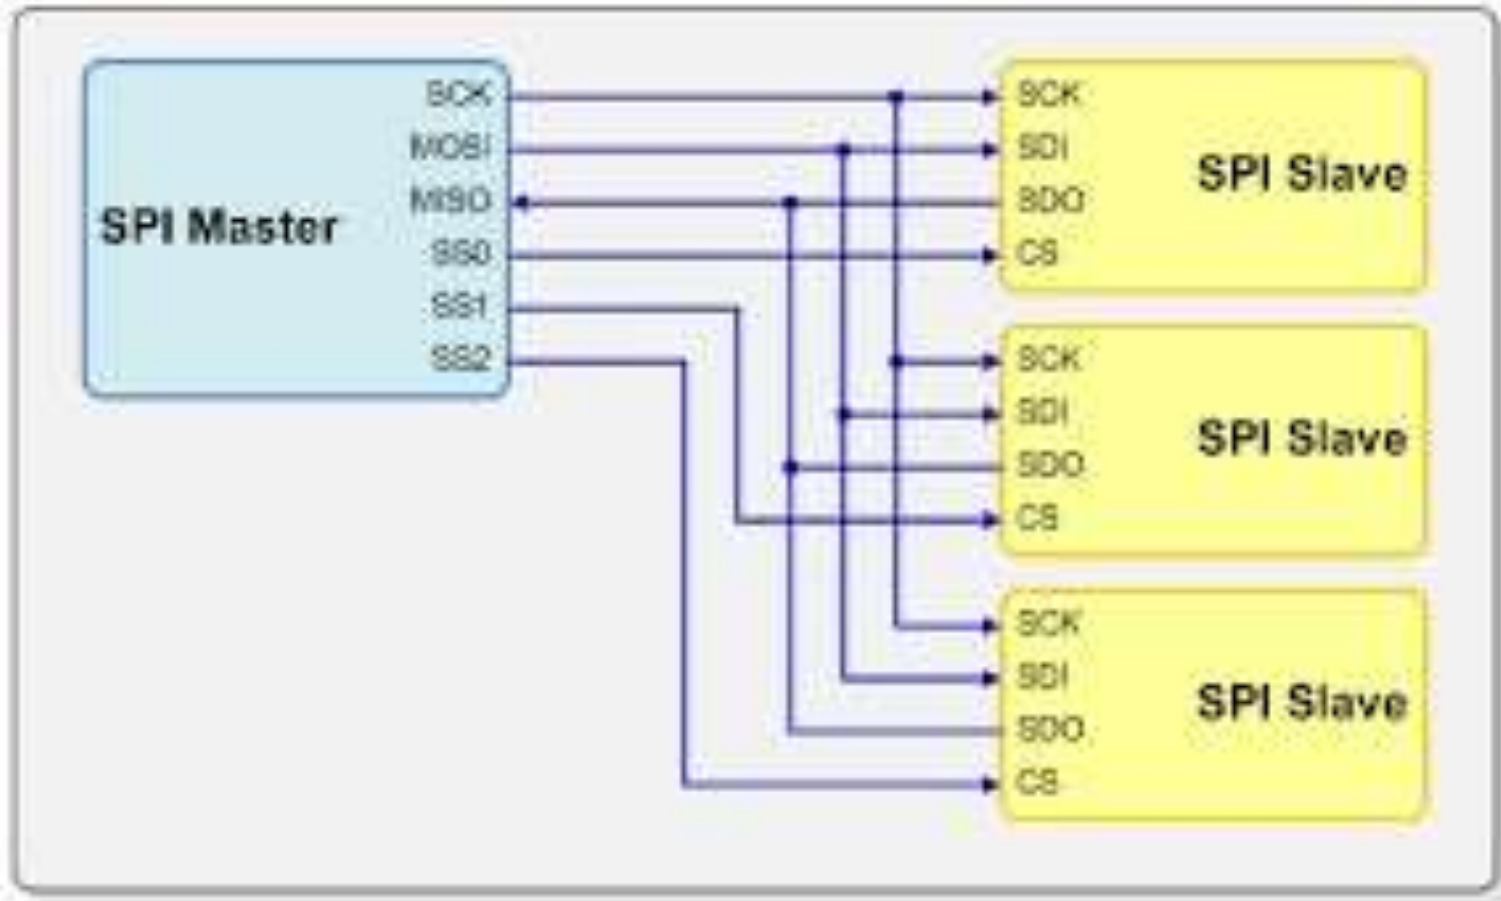 SPI Master
SCK
MOSI
MISO
SS0
SS1
SS2
SCK
SDI
SDO
CS
SPI Slave
SCK
SDI
SDO
CS
SPI Slave
SCK
SDI
SDO
CS
SPI Slave